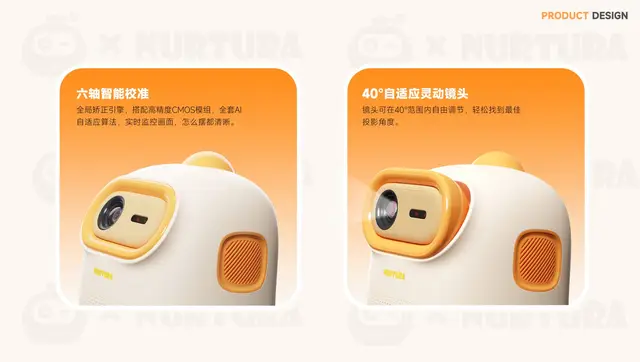 PRODUCT DESIGN
× NURTURA
六轴智能校准
全局矫正引擎，搭配高精度CMOS模组，全套AI
自适应算法，实时监控画面，怎么摆都清晰。
NURTURA
40°自适应灵动镜头
镜头可在40°范围内自由调节，轻松找到最佳
投影角度。
NURTURA